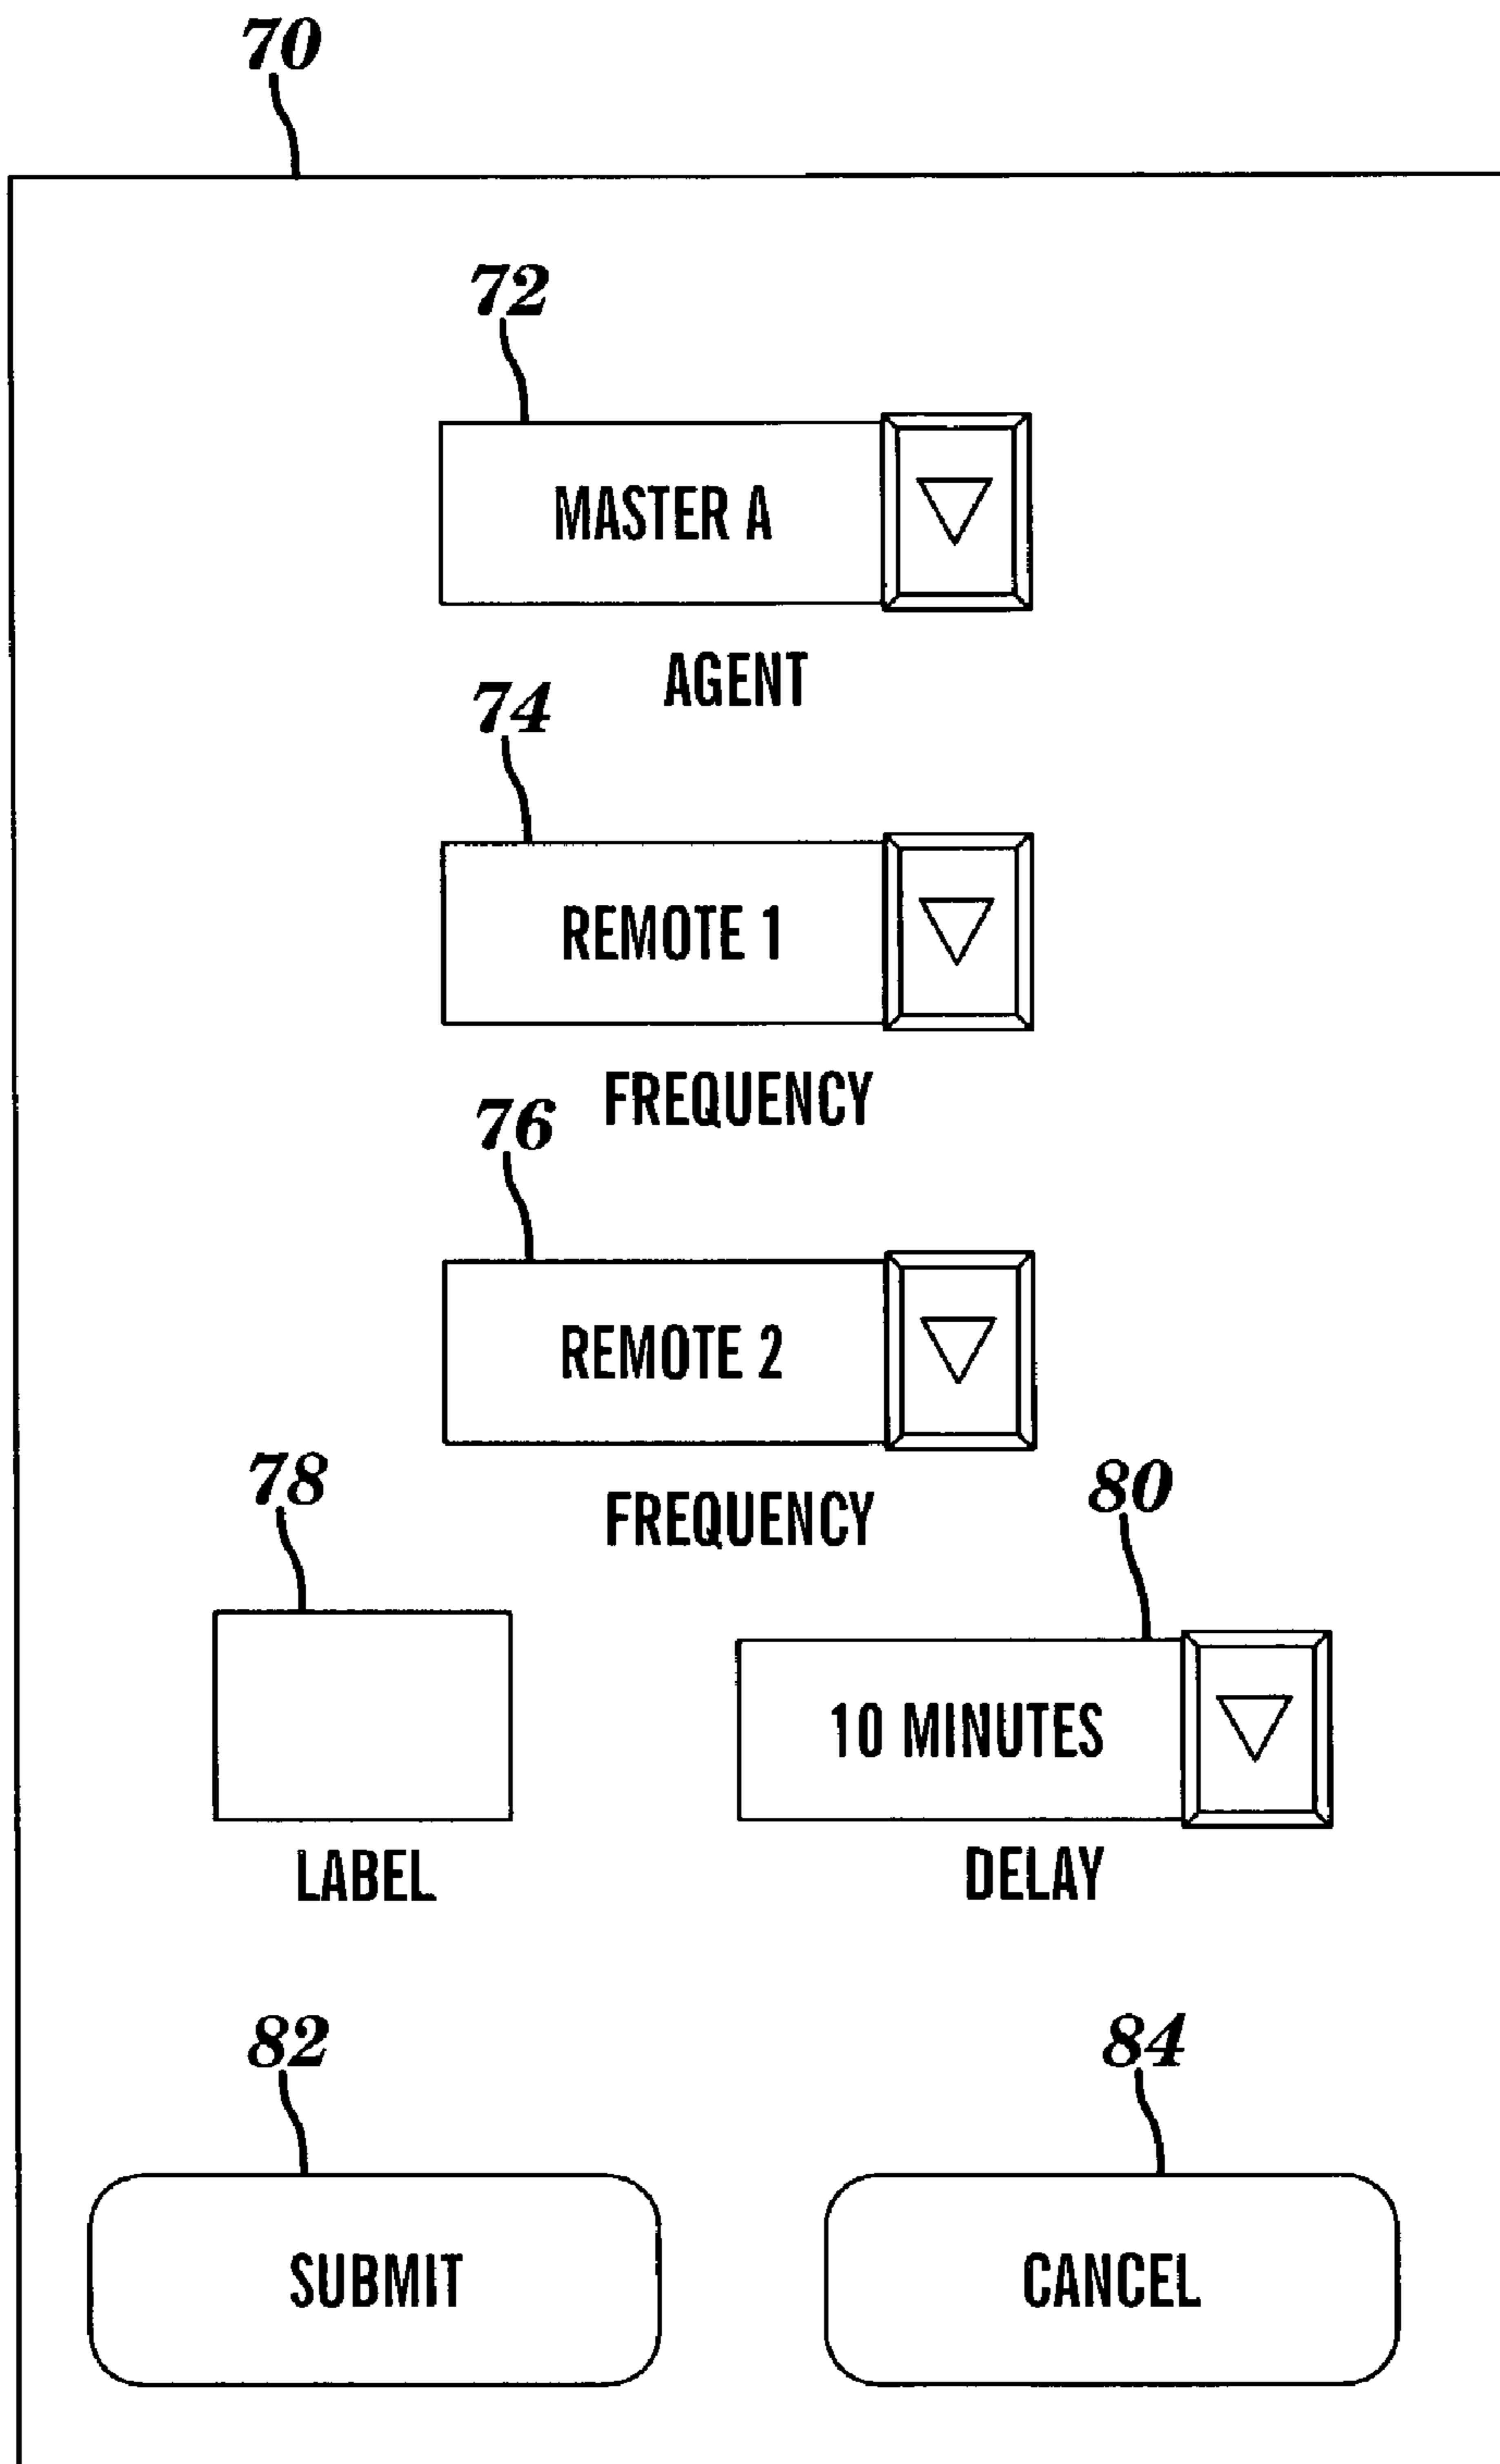 70
72
MASTER A
AGENT
74
REMOTE 1
FREQUENCY
76
REMOTE 2
FREQUENCY
78
80
10 MINUTES
LABEL
DELAY
82
84
SUBMIT
CANCEL